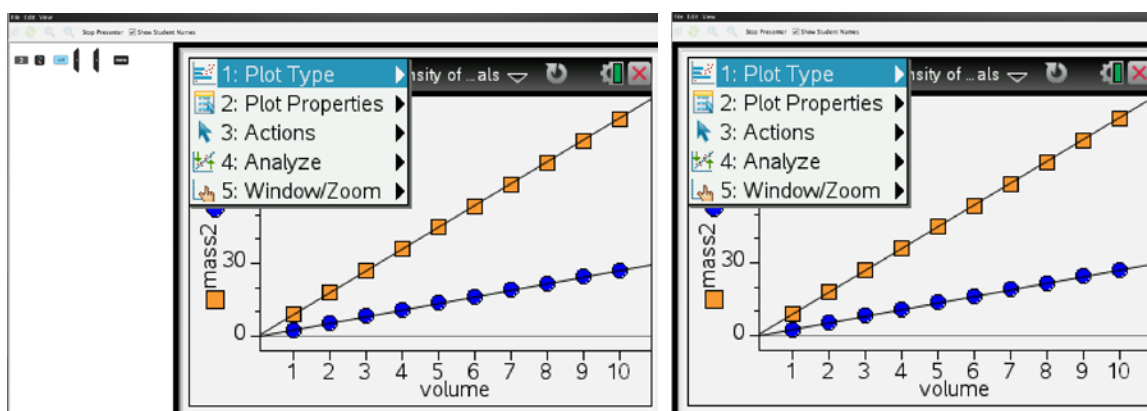 File Edit View
Stop Presenter Show Student Names
1: Plot Type
nsity of ...als
2: Plot Properties
3: Actions
4: Analyze
5: Window/Zoom
mass2
30
0
1 2 3 4 5 6 7 8 9 10
volume
File Edit View
Stop Presenter Show Student Names
1: Plot Type
nsity of ...als
2: Plot Properties
3: Actions
4: Analyze
5: Window/Zoom
mass2
30
0
1 2 3 4 5 6 7 8 9 10
volume